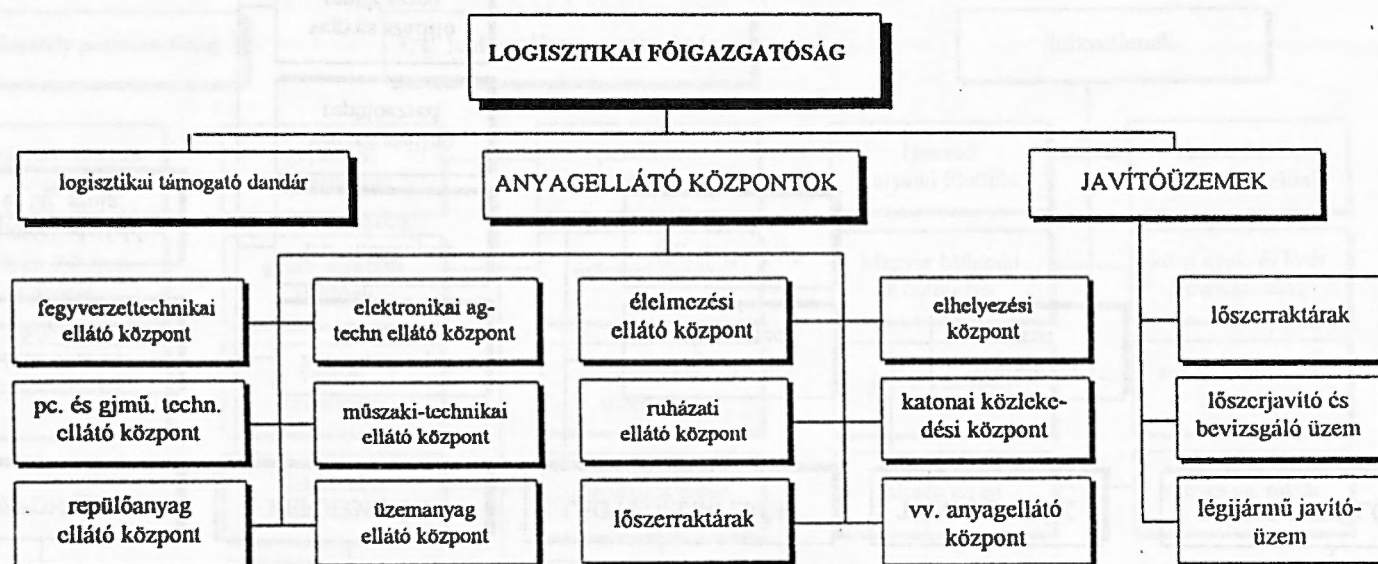 LOGISZTIKAI FŐIGAZGATÓSÁG
logisztikai támogató dandár
ANYAGELLÁTÓ KÖZPONTOK
JAVÍTÓÜZEMEK
fegyverzettechnikai
ellátó központ
elektronikai ag-
techn ellátó központ
élelmezési
ellátó központ
elhelyezési
központ
lőszerraktárak
pc. és gjmű. techn.
ellátó központ
műszaki-technikai
ellátó központ
ruházati
ellátó központ
katonai közleke-
dési központ
lőszerjavító és
bevizsgáló üzem
repülőanyag
ellátó központ
üzemanyag
ellátó központ
lőszerraktárak
vv. anyagellátó
központ
légijármű javító-
üzem